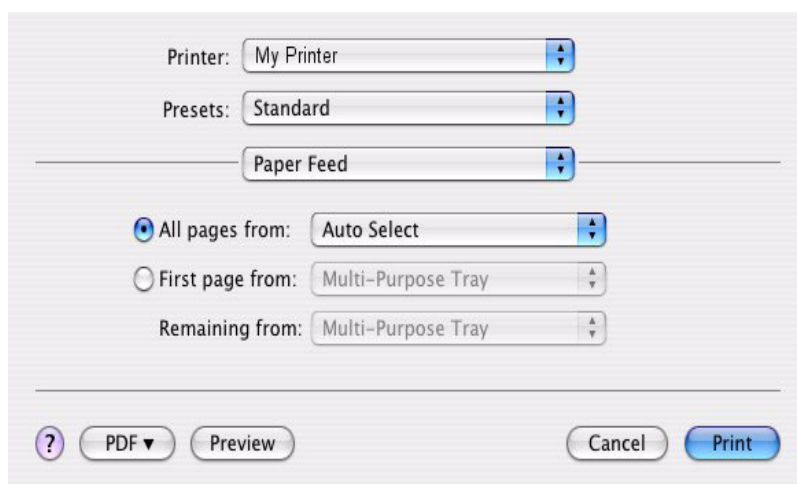 Printer: My Printer
Presets: Standard
Paper Feed
All pages from: Auto Select
First page from: Multi-Purpose Tray
Remaining from: Multi-Purpose Tray
? PDF ▼ Preview Cancel Print